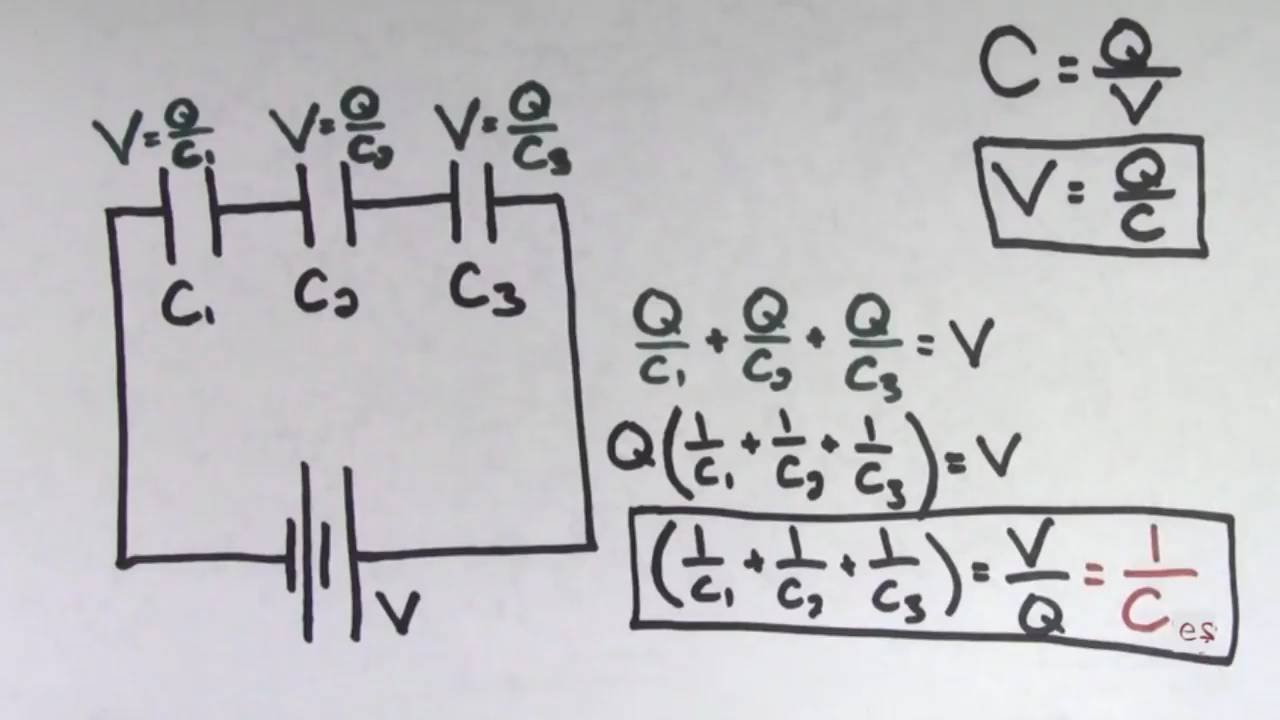 C = Q/V
V = Q/C
V = Q/C₁ V = Q/C₂ V = Q/C₃
C₁ C₂ C₃
Q/C₁ + Q/C₂ + Q/C₃ = V
Q(1/C₁ + 1/C₂ + 1/C₃) = V
(1/C₁ + 1/C₂ + 1/C₃) = V/Q = 1/C es
V